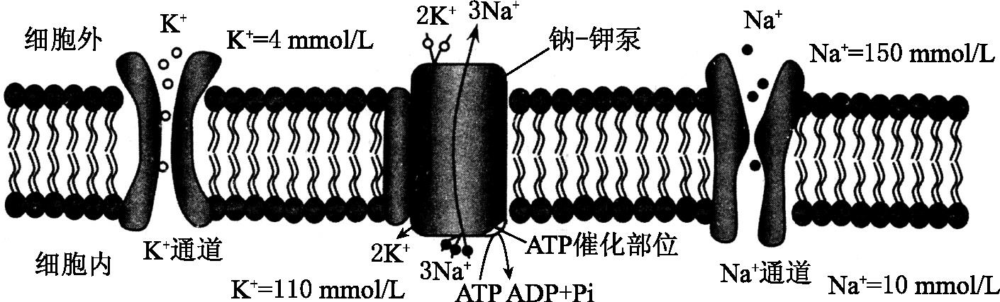 细胞外
K⁺
K⁺=4 mmol/L
2K⁺
3Na⁺
钠-钾泵
Na⁺
Na⁺=150 mmol/L
细胞内
K⁺通道
K⁺=110 mmol/L
2K⁺
3Na⁺
ATP ADP+Pi
ATP催化部位
Na⁺通道
Na⁺=10 mmol/L